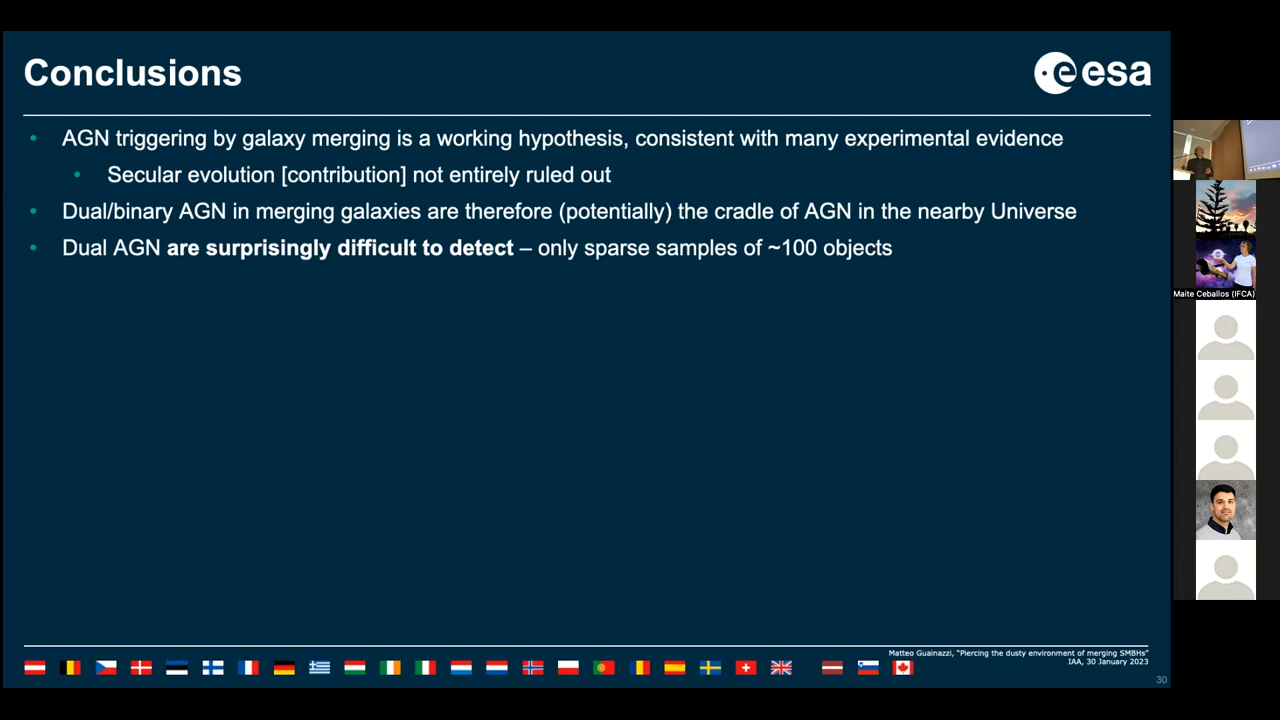 Conclusions
esa
• AGN triggering by galaxy merging is a working hypothesis, consistent with many experimental evidence
• Secular evolution [contribution] not entirely ruled out
• Dual/binary AGN in merging galaxies are therefore (potentially) the cradle of AGN in the nearby Universe
• Dual AGN are surprisingly difficult to detect – only sparse samples of ~100 objects
Maite Ceballos (IFCA)
Matteo Guainazzi, "Piercing the dusty environment of merging SMBHs"
IAA, 30 January 2023
30